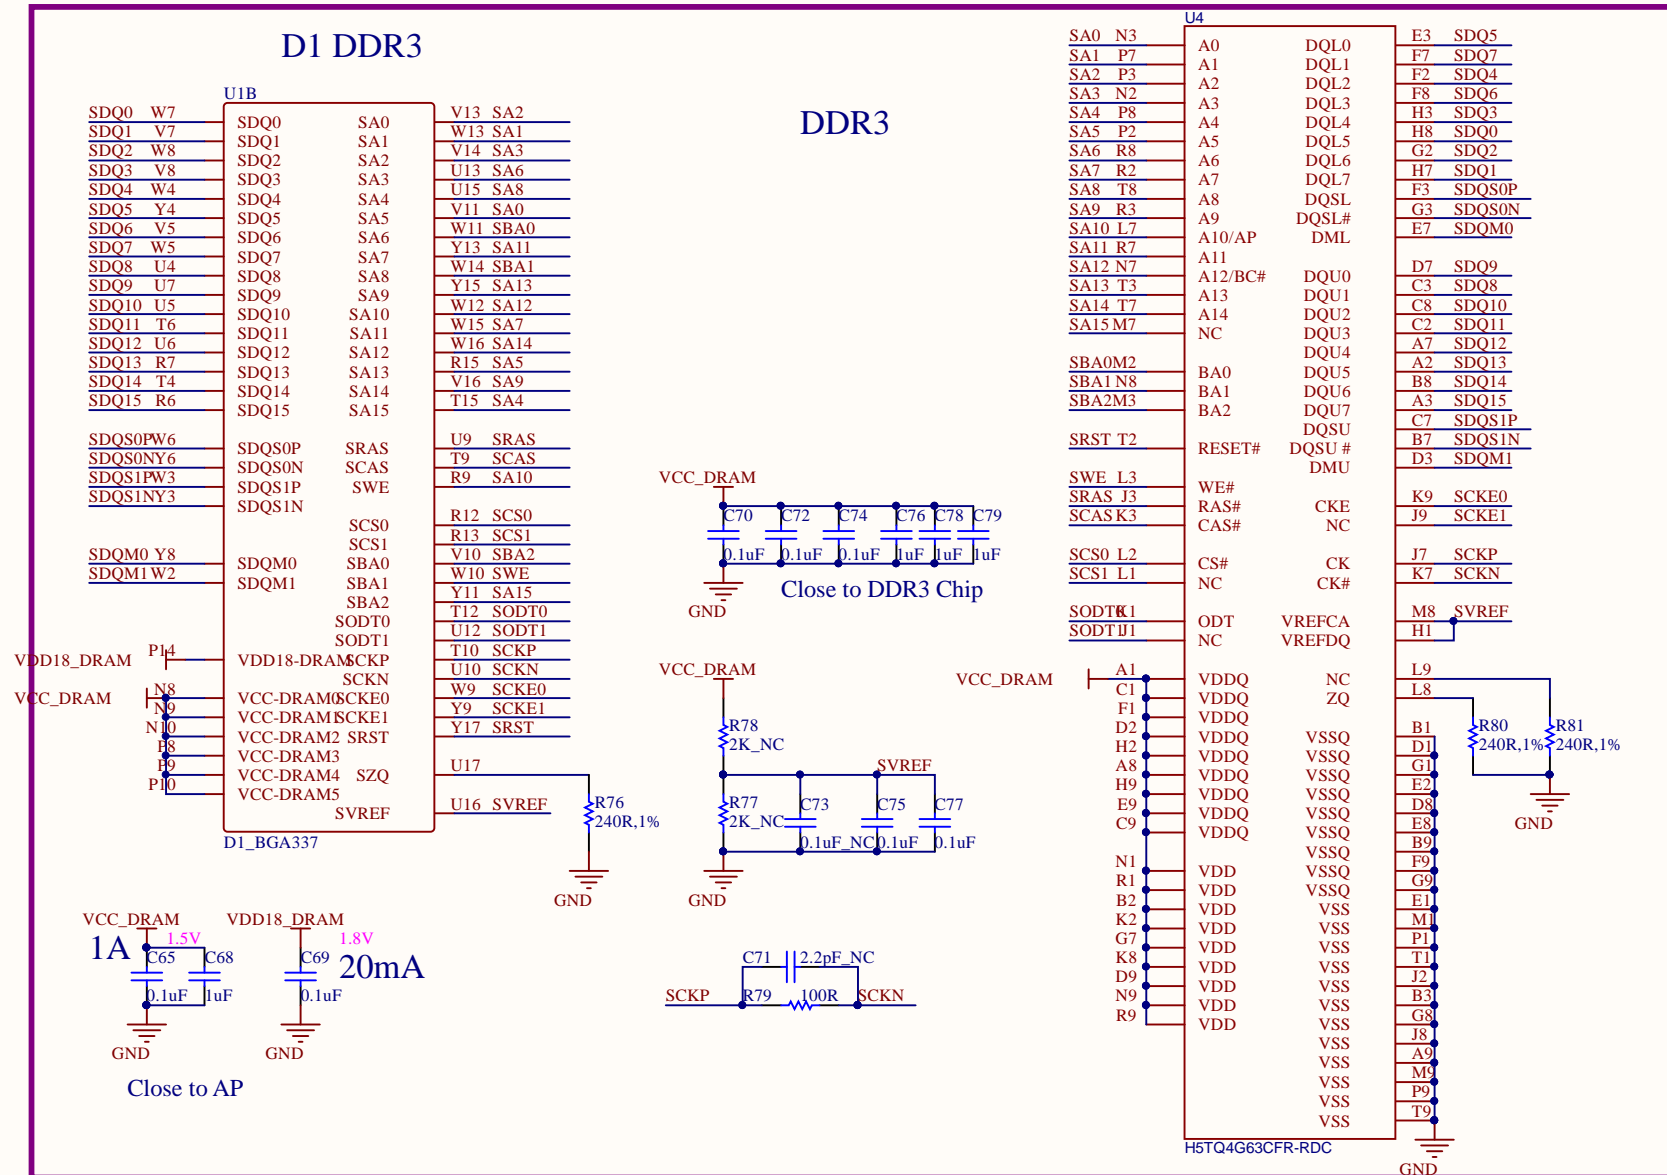 D1 DDR3
U1B
SDQ0 W7 SDQ0 SA0 V13 SA2
SDQ1 V7 SDQ1 SA1 W13 SA1
SDQ2 W8 SDQ2 SA2 V14 SA3
SDQ3 V8 SDQ3 SA3 U13 SA6
SDQ4 W4 SDQ4 SA4 U15 SA8
SDQ5 Y4 SDQ5 SA5 V11 SA0
SDQ6 V5 SDQ6 SA6 W11 SBA0
SDQ7 W5 SDQ7 SA7 Y13 SA11
SDQ8 U4 SDQ8 SA8 W14 SBA1
SDQ9 U7 SDQ9 SA9 Y15 SA13
SDQ10 U5 SDQ10 SA10 W12 SA12
SDQ11 T6 SDQ11 SA11 W15 SA7
SDQ12 U6 SDQ12 SA12 W16 SA14
SDQ13 R7 SDQ13 SA13 R15 SA5
SDQ14 T4 SDQ14 SA14 V16 SA9
SDQ15 R6 SDQ15 SA15 T15 SA4
SDQS0P W6 SDQS0P SRAS U9 SRAS
SDQS0N Y6 SDQS0N SCAS T9 SCAS
SDQS1P W3 SDQS1P SWE R9 SA10
SDQS1N Y3 SDQS1N
SCS0 R12 SCS0
SCS1 R13 SCS1
SDQM0 Y8 SDQM0 SBA0 V10 SBA2
SDQM1 W2 SDQM1 SBA1 W10 SWE
SBA2 Y11 SA15
SODT0 T12 SODT0
SODT1 U12 SODT1
VDD18_DRAM P14 VDD18-DRAM SCKP T10 SCKP
SCKN U10 SCKN
VCC_DRAM N8 VCC-DRAM0 SCKE0 W9 SCKE0
N9 VCC-DRAM1 SCKE1 Y9 SCKE1
N10 VCC-DRAM2 SRST Y17 SRST
P8 VCC-DRAM3
P9 VCC-DRAM4 SZQ U17
P10 VCC-DRAM5
SVREF U16 SVREF
D1_BGA337
R76
240R,1%
GND
VCC_DRAM
1A 1.5V
C65 C68
0.1uF 1uF
GND
VDD18_DRAM
1.8V
C69 20mA
0.1uF
GND
Close to AP
DDR3
VCC_DRAM
C70 C72 C74 C76 C78 C79
0.1uF 0.1uF 0.1uF 1uF 1uF 1uF
GND
Close to DDR3 Chip
VCC_DRAM
R78
2K_NC
SVREF
R77 C73 C75 C77
2K_NC 0.1uF_NC 0.1uF 0.1uF
GND
C71 2.2pF_NC
SCKP R79 100R SCKN
U4
SA0 N3 A0 DQL0 E3 SDQ5
SA1 P7 A1 DQL1 F7 SDQ7
SA2 P3 A2 DQL2 F2 SDQ4
SA3 N2 A3 DQL3 F8 SDQ6
SA4 P8 A4 DQL4 H3 SDQ3
SA5 P2 A5 DQL5 H8 SDQ0
SA6 R8 A6 DQL6 G2 SDQ2
SA7 R2 A7 DQL7 H7 SDQ1
SA8 T8 A8 DQSL F3 SDQS0P
SA9 R3 A9 DQSL# G3 SDQS0N
SA10 L7 A10/AP DML E7 SDQM0
SA11 R7 A11
SA12 N7 A12/BC# DQU0 D7 SDQ9
SA13 T3 A13 DQU1 C3 SDQ8
SA14 T7 A14 DQU2 C8 SDQ10
SA15 M7 NC DQU3 C2 SDQ11
DQU4 A7 SDQ12
SBA0 M2 BA0 DQU5 A2 SDQ13
SBA1 N8 BA1 DQU6 B8 SDQ14
SBA2 M3 BA2 DQU7 A3 SDQ15
DQSU C7 SDQS1P
SRST T2 RESET# DQSU # B7 SDQS1N
DMU D3 SDQM1
SWE L3 WE#
SRAS J3 RAS# CKE K9 SCKE0
SCAS K3 CAS# NC J9 SCKE1
SCS0 L2 CS# CK J7 SCKP
SCS1 L1 NC CK# K7 SCKN
SODT0 K1 ODT VREFCA M8 SVREF
SODT1 J1 NC VREFDQ H1
VCC_DRAM A1 VDDQ NC L9
C1 VDDQ ZQ L8
F1 VDDQ
D2 VDDQ VSSQ B1
H2 VDDQ VSSQ D1
A8 VDDQ VSSQ G1
H9 VDDQ VSSQ E2
E9 VDDQ VSSQ D8
C9 VDDQ VSSQ E8
VSSQ B9
N1 VDD VSSQ F9
R1 VDD VSSQ G9
B2 VDD VSS E1
K2 VDD VSS M1
G7 VDD VSS P1
K8 VDD VSS T1
D9 VDD VSS J2
N9 VDD VSS B3
R9 VDD VSS G8
VSS J8
VSS A9
VSS M9
VSS P9
VSS T9
H5TQ4G63CFR-RDC
GND
R80 R81
240R,1% 240R,1%
GND